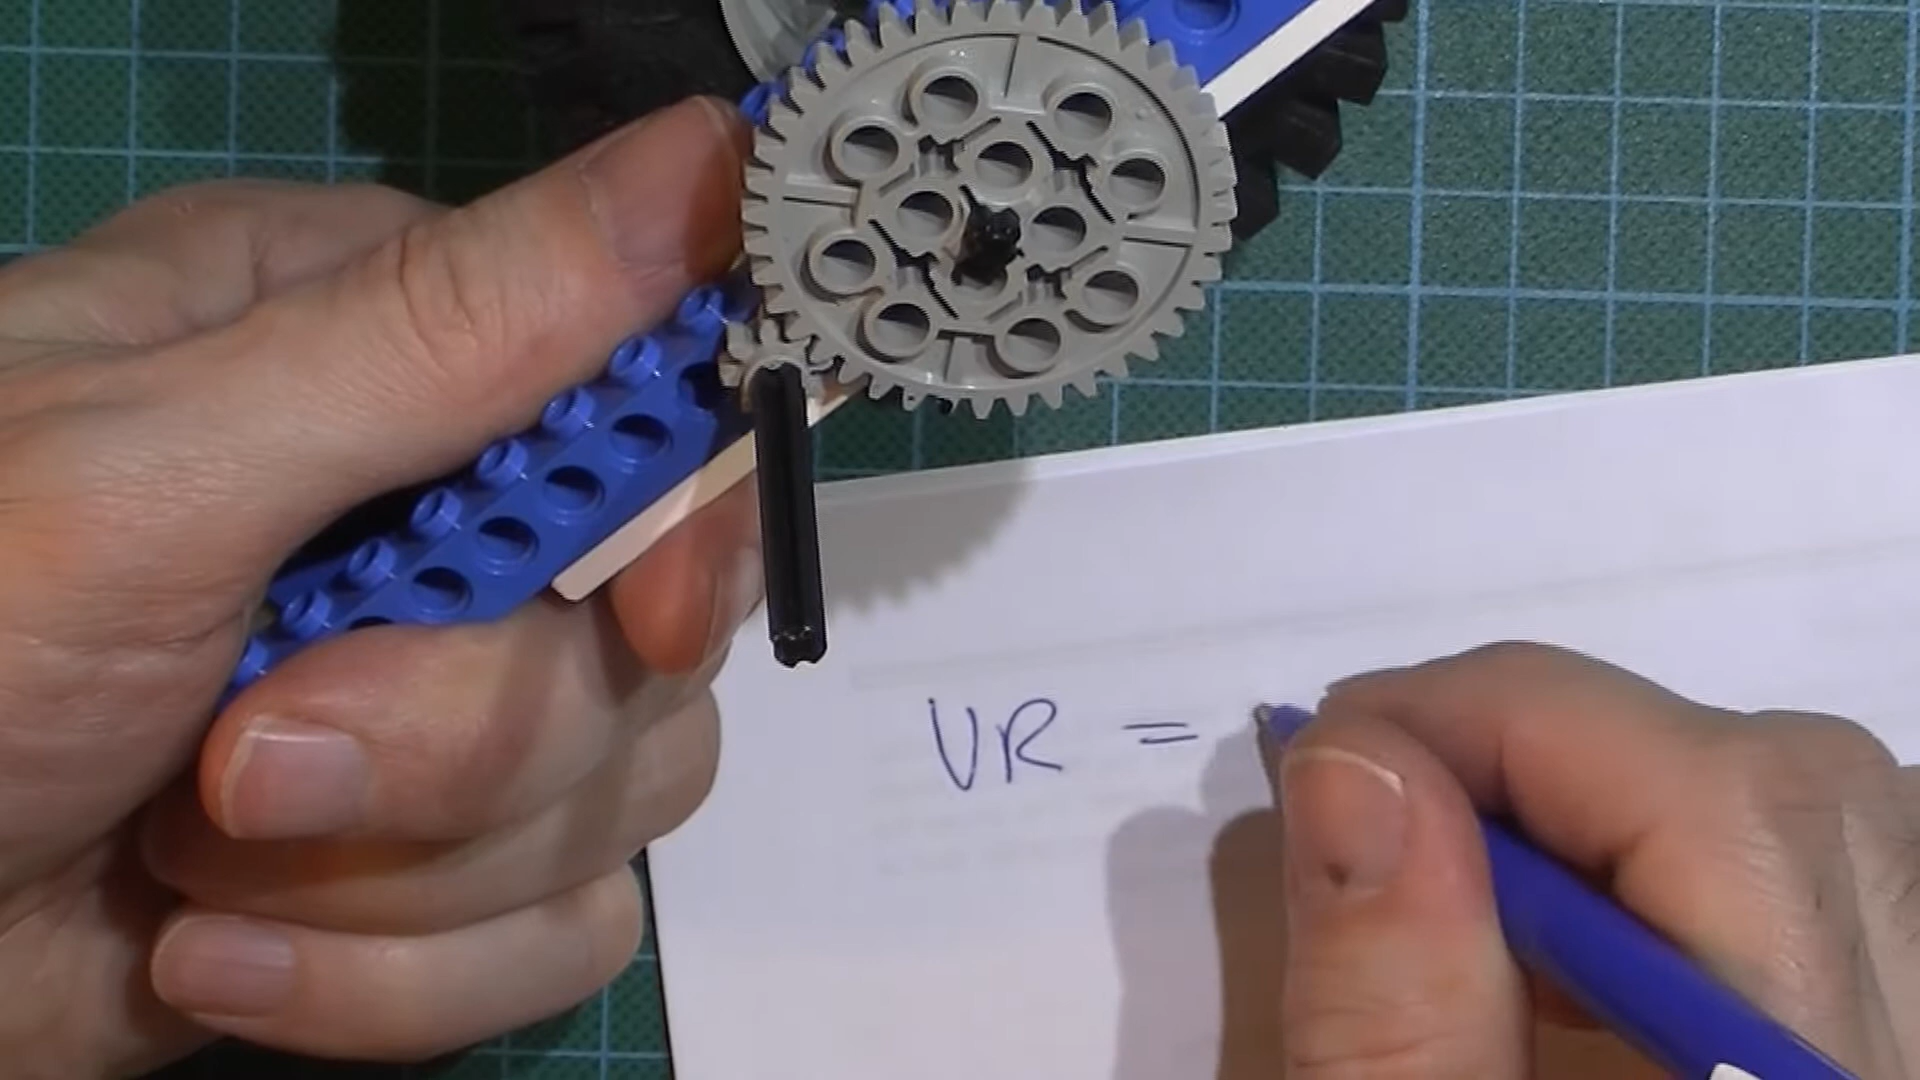 VR =